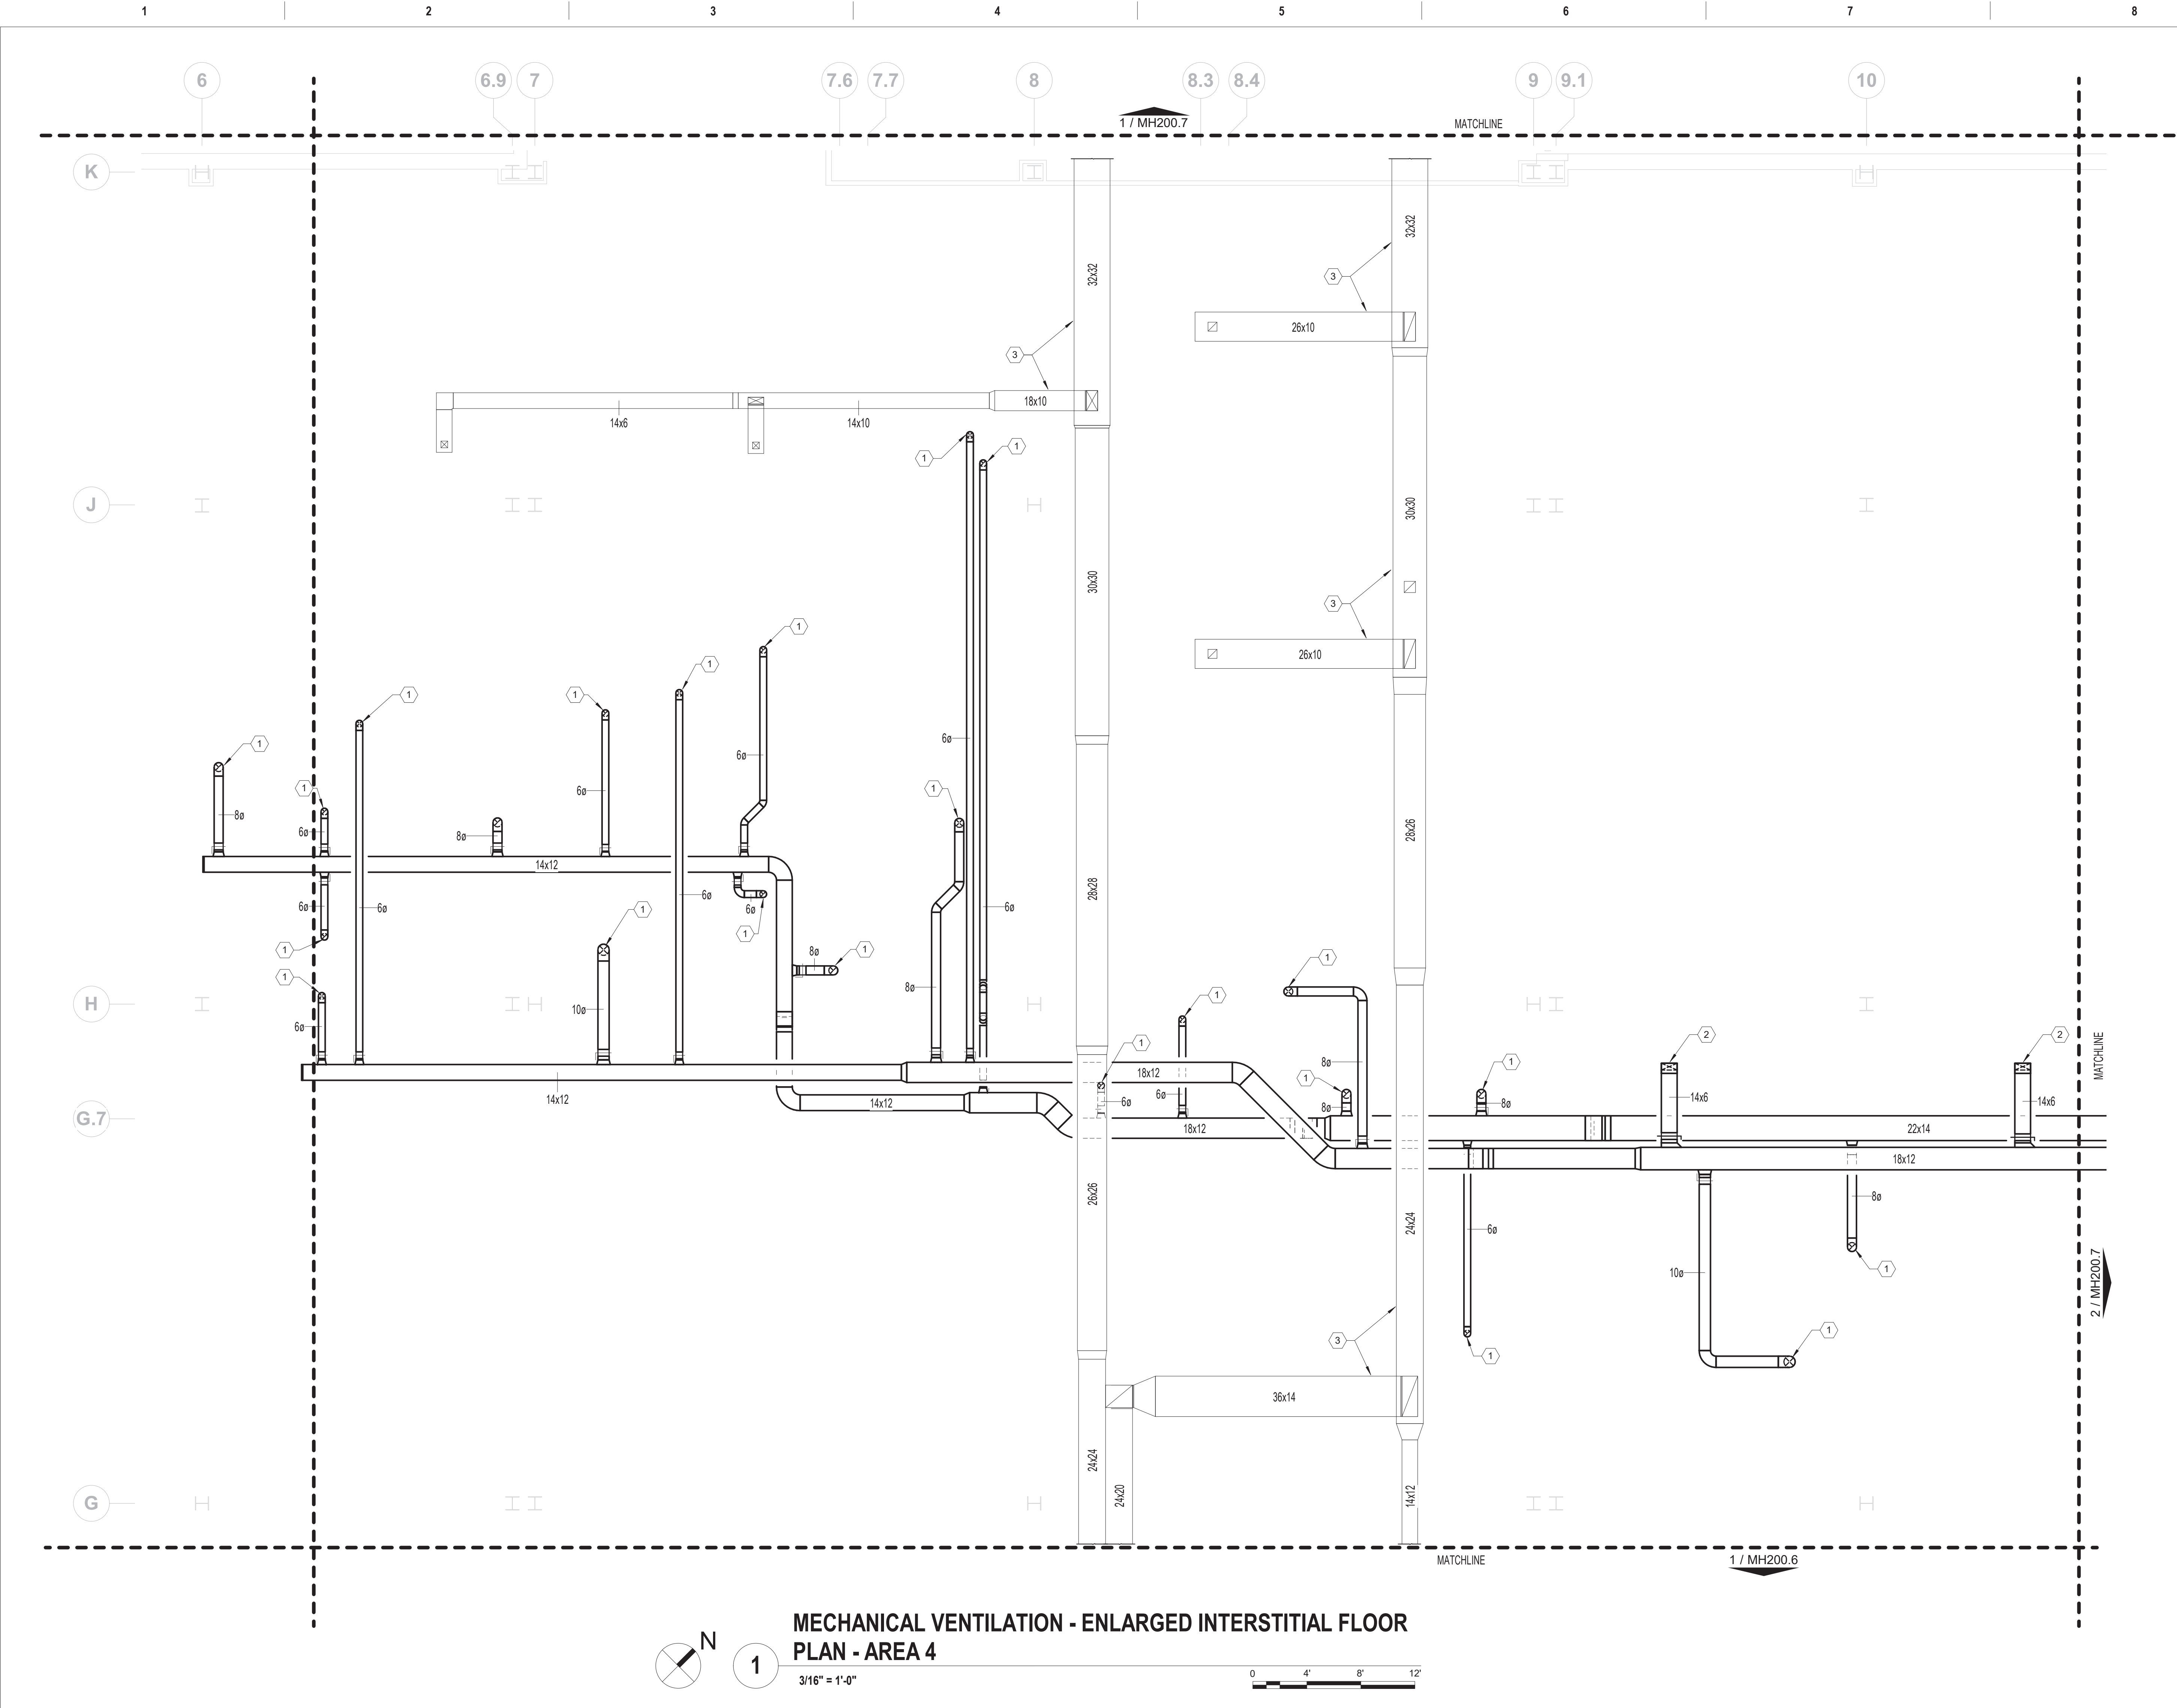 1 2 3 4 5 6 7 8
6 6.9 7 7.6 7.7 8 8.3 8.4 9 9.1 10
1 / MH200.7
MATCHLINE
K
32x32
32x32
3
26x10
3
18x10
14x6
14x10
1
1
J
30x30
30x30
3
26x10
1
1
1
1
6ø
6ø
1
6ø
1
1
8ø
6ø
8ø
28x26
14x12
28x28
6ø
6ø
6ø
6ø
6ø
6ø
1
1
1
8ø
1
1
1
8ø
1
H
10ø
6ø
1
1
2
2
MATCHLINE
8ø
1
18x12
1
14x12
14x12
6ø
6ø
8ø
8ø
14x6
14x6
G.7
18x12
22x14
18x12
26x26
8ø
24x24
6ø
10ø
1
2 / MH200.7
3
1
1
36x14
24x24
24x20
14x12
G
MATCHLINE
1 / MH200.6
N
1
MECHANICAL VENTILATION - ENLARGED INTERSTITIAL FLOOR
PLAN - AREA 4
3/16" = 1'-0"
0 4' 8' 12'